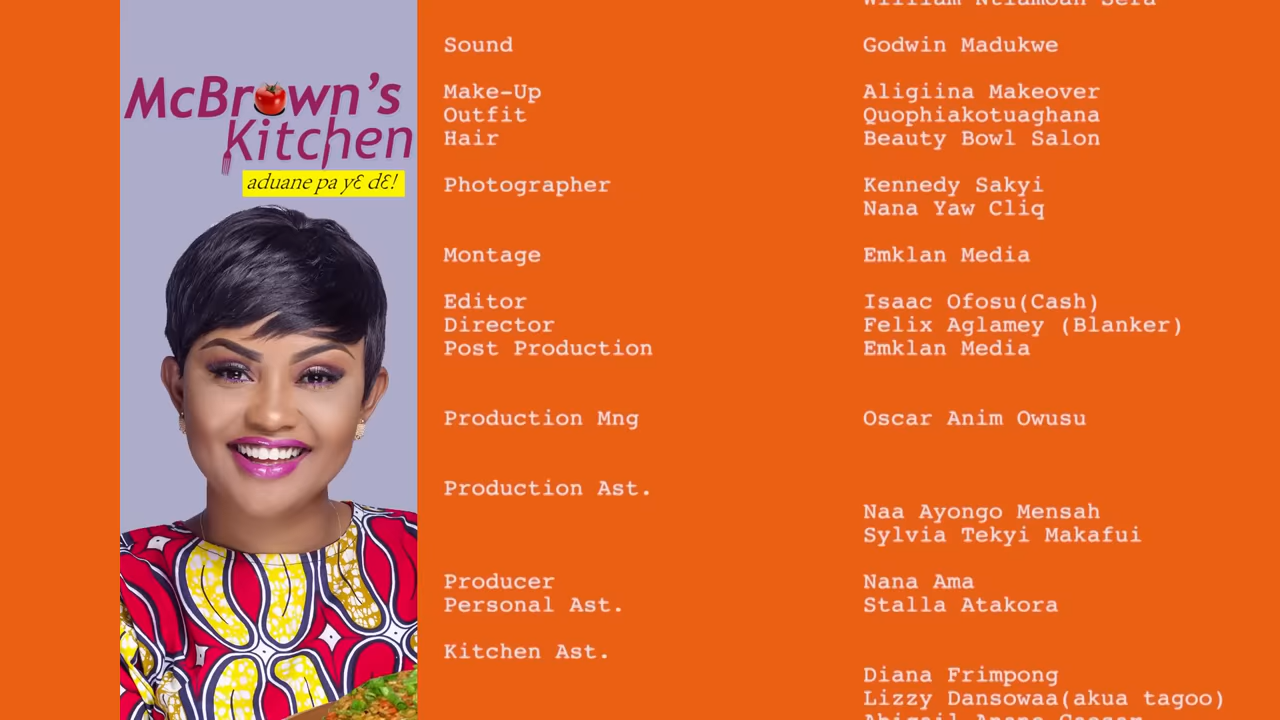 McBrown's
Kitchen
aduane pa yɛ dɛ!
William Ntiamoah Sefa
Sound Godwin Madukwe
Make-Up Aligiina Makeover
Outfit Quophiakotuaghana
Hair Beauty Bowl Salon
Photographer Kennedy Sakyi
Nana Yaw Cliq
Montage Emklan Media
Editor Isaac Ofosu(Cash)
Director Felix Aglamey (Blanker)
Post Production Emklan Media
Production Mng Oscar Anim Owusu
Production Ast.
Naa Ayongo Mensah
Sylvia Tekyi Makafui
Producer Nana Ama
Personal Ast. Stalla Atakora
Kitchen Ast.
Diana Frimpong
Lizzy Dansowaa(akua tagoo)